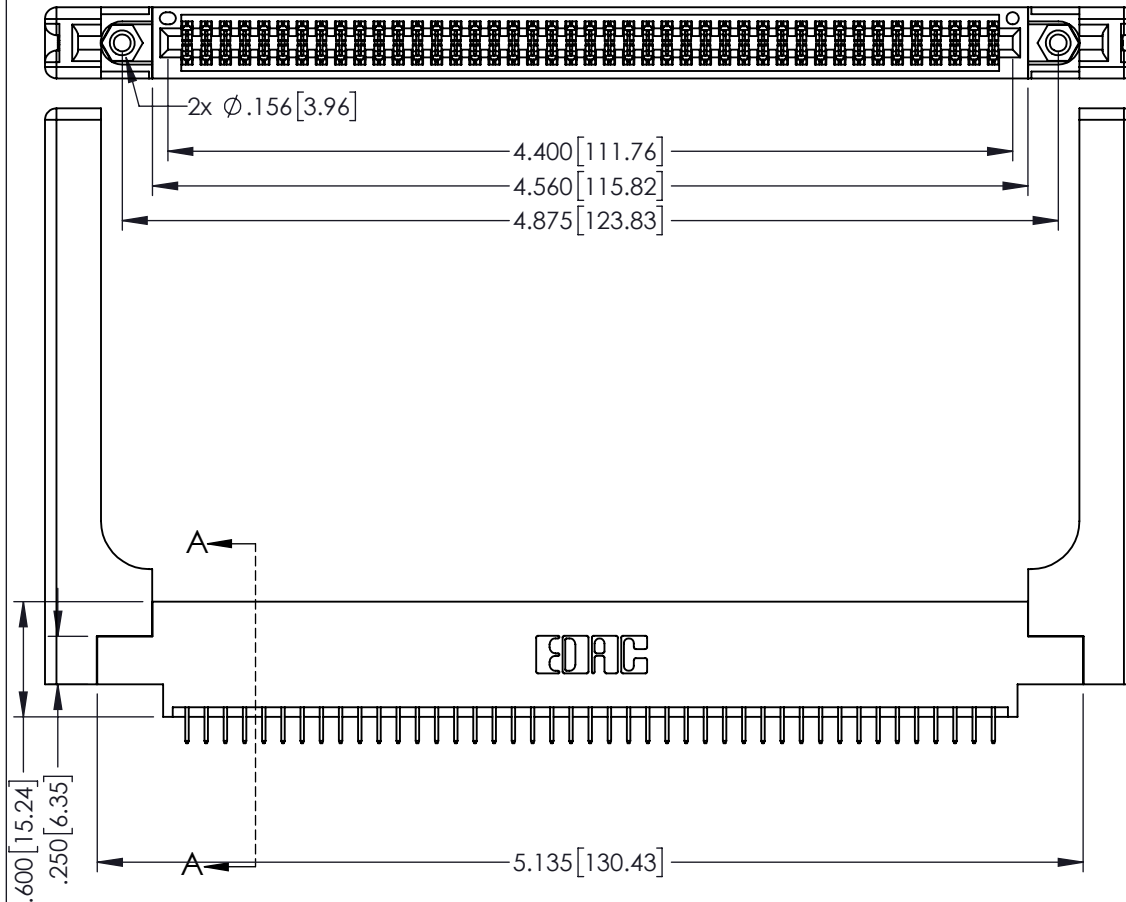 2x ∅.156[3.96]
4.400[111.76]
4.560[115.82]
4.875[123.83]
A
EDAC
.600[15.24]
.250[6.35]
A
5.135[130.43]